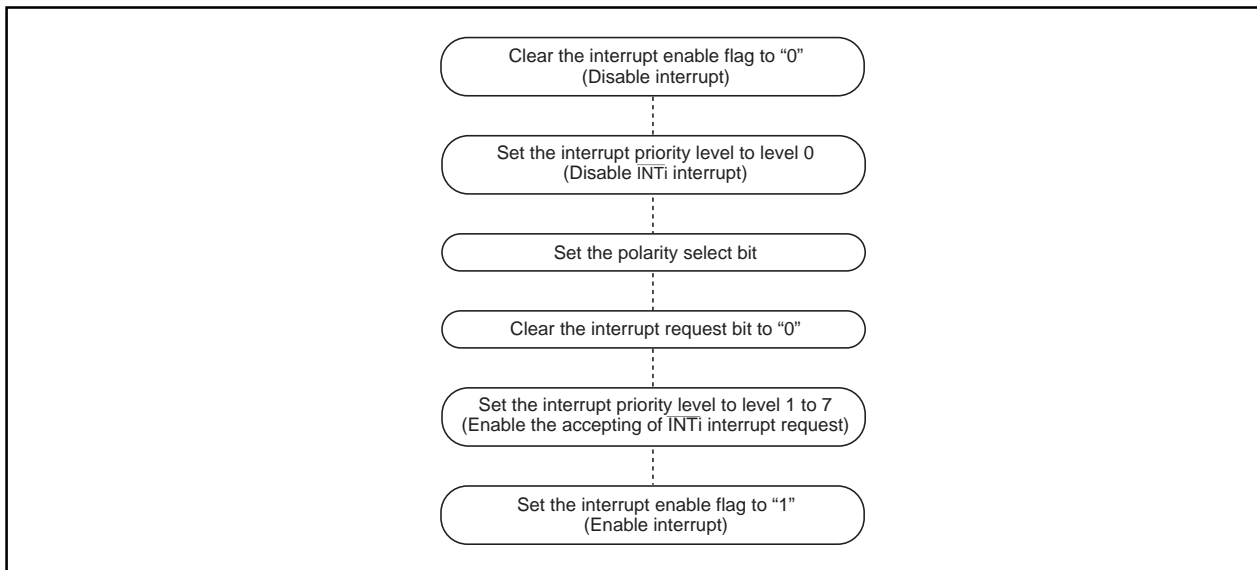 Clear the interrupt enable flag to “0”
(Disable interrupt)
Set the interrupt priority level to level 0
(Disable I̅N̅T̅i̅ interrupt)
Set the polarity select bit
Clear the interrupt request bit to “0”
Set the interrupt priority level to level 1 to 7
(Enable the accepting of I̅N̅T̅i̅ interrupt request)
Set the interrupt enable flag to “1”
(Enable interrupt)